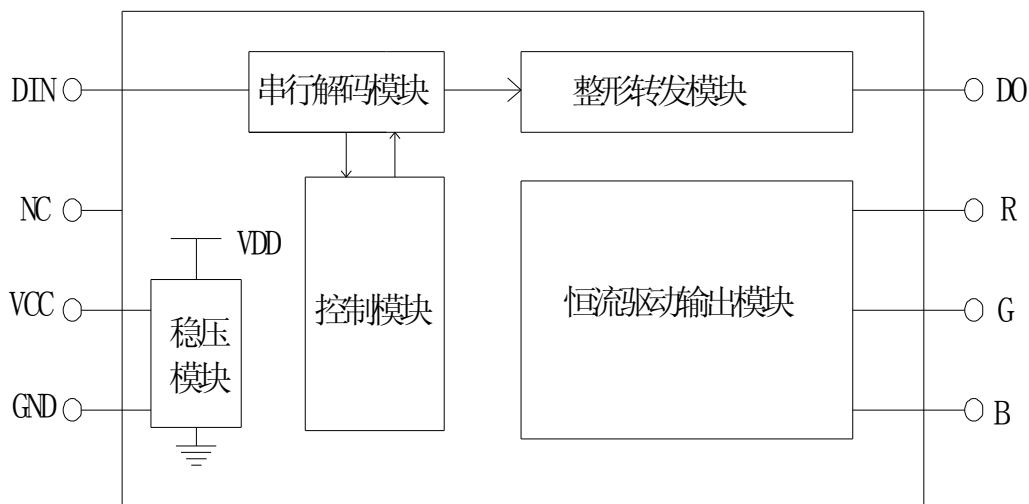 DIN
串行解码模块
整形转发模块
DO
NC
VDD
R
VCC
稳压
模块
控制模块
恒流驱动输出模块
G
GND
B